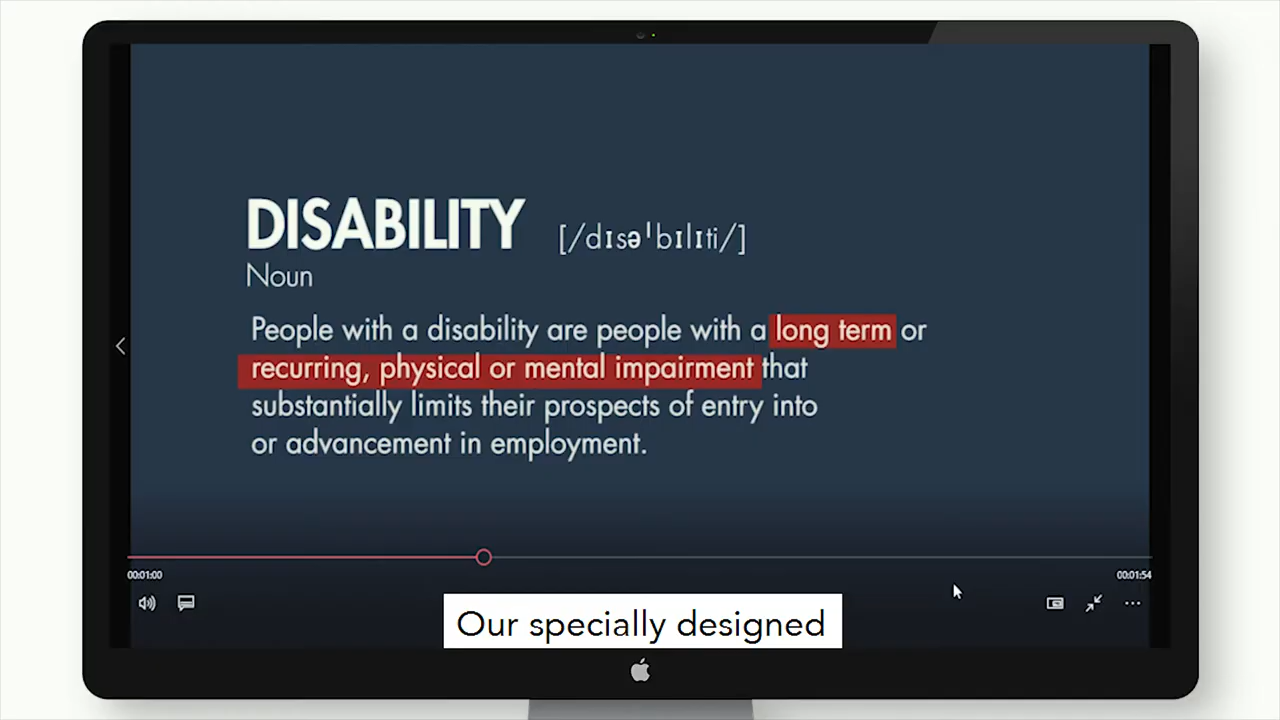 DISABILITY [/dɪsəˈbɪlɪti/]
Noun
People with a disability are people with a long term or
recurring, physical or mental impairment that
substantially limits their prospects of entry into
or advancement in employment.
00:01:00 00:01:54
Our specially designed